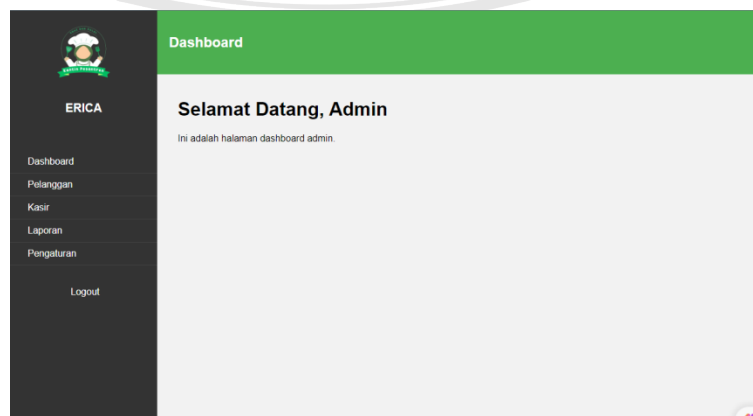 ERICA
Dashboard
Pelanggan
Kasir
Laporan
Pengaturan
Logout
Dashboard
Selamat Datang, Admin
Ini adalah halaman dashboard admin.